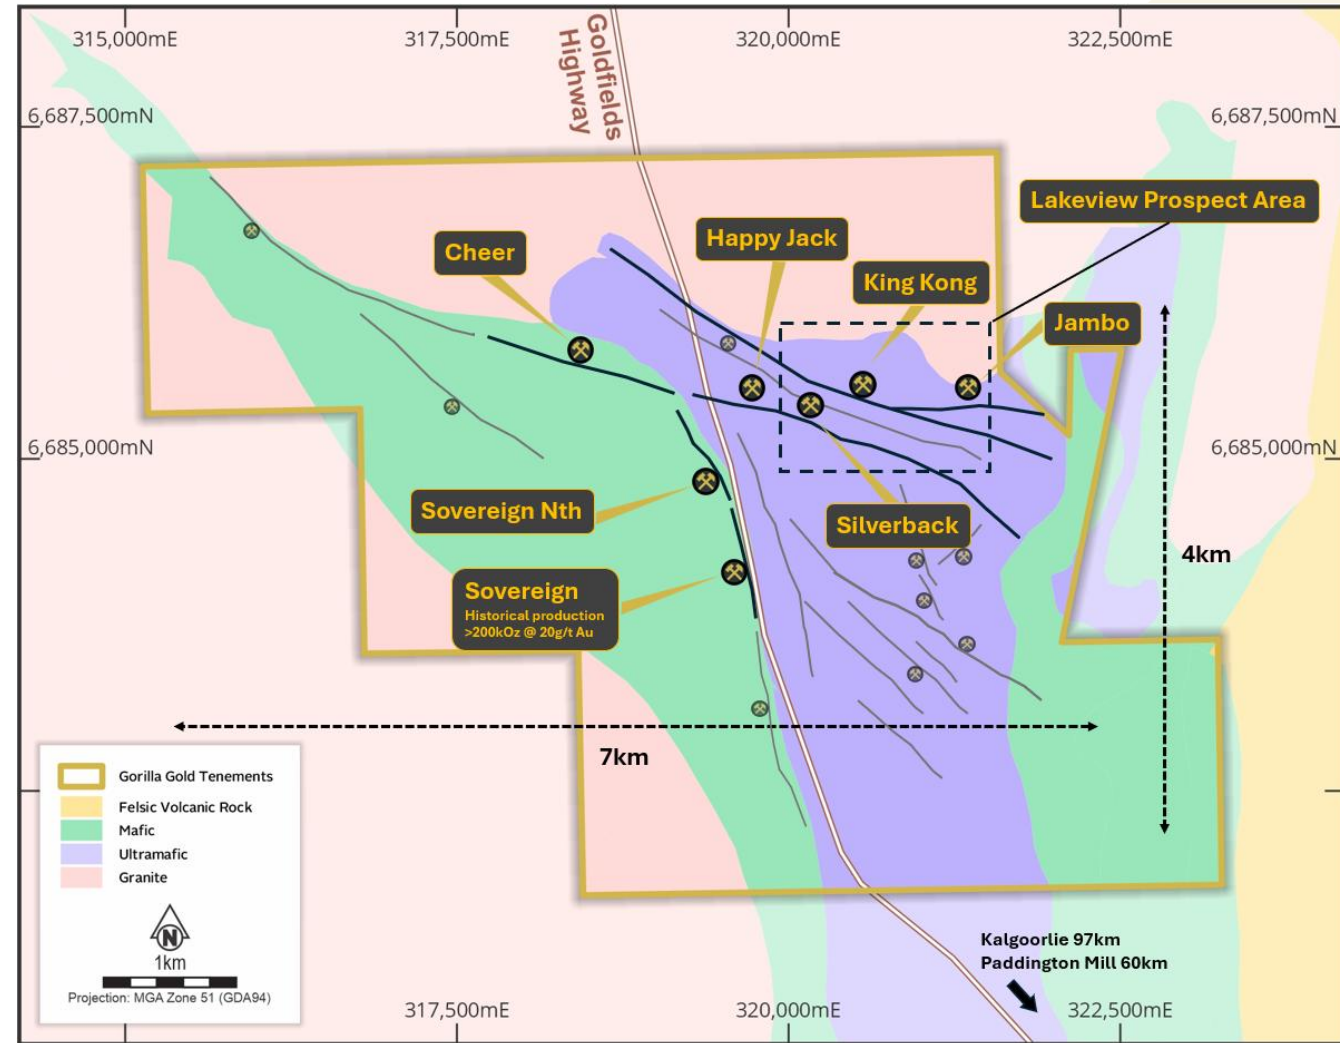 315,000mE
317,500mE
320,000mE
322,500mE
Goldfields
Highway
6,687,500mN
6,687,500mN
Lakeview Prospect Area
Happy Jack
Cheer
King Kong
Jambo
6,685,000mN
6,685,000mN
Sovereign Nth
Silverback
4km
Sovereign
Historical production
>200kOz @ 20g/t Au
7km
Gorilla Gold Tenements
Felsic Volcanic Rock
Mafic
Ultramafic
Granite
N
1km
Projection: MGA Zone 51 (GDA94)
Kalgoorlie 97km
Paddington Mill 60km
317,500mE
320,000mE
322,500mE